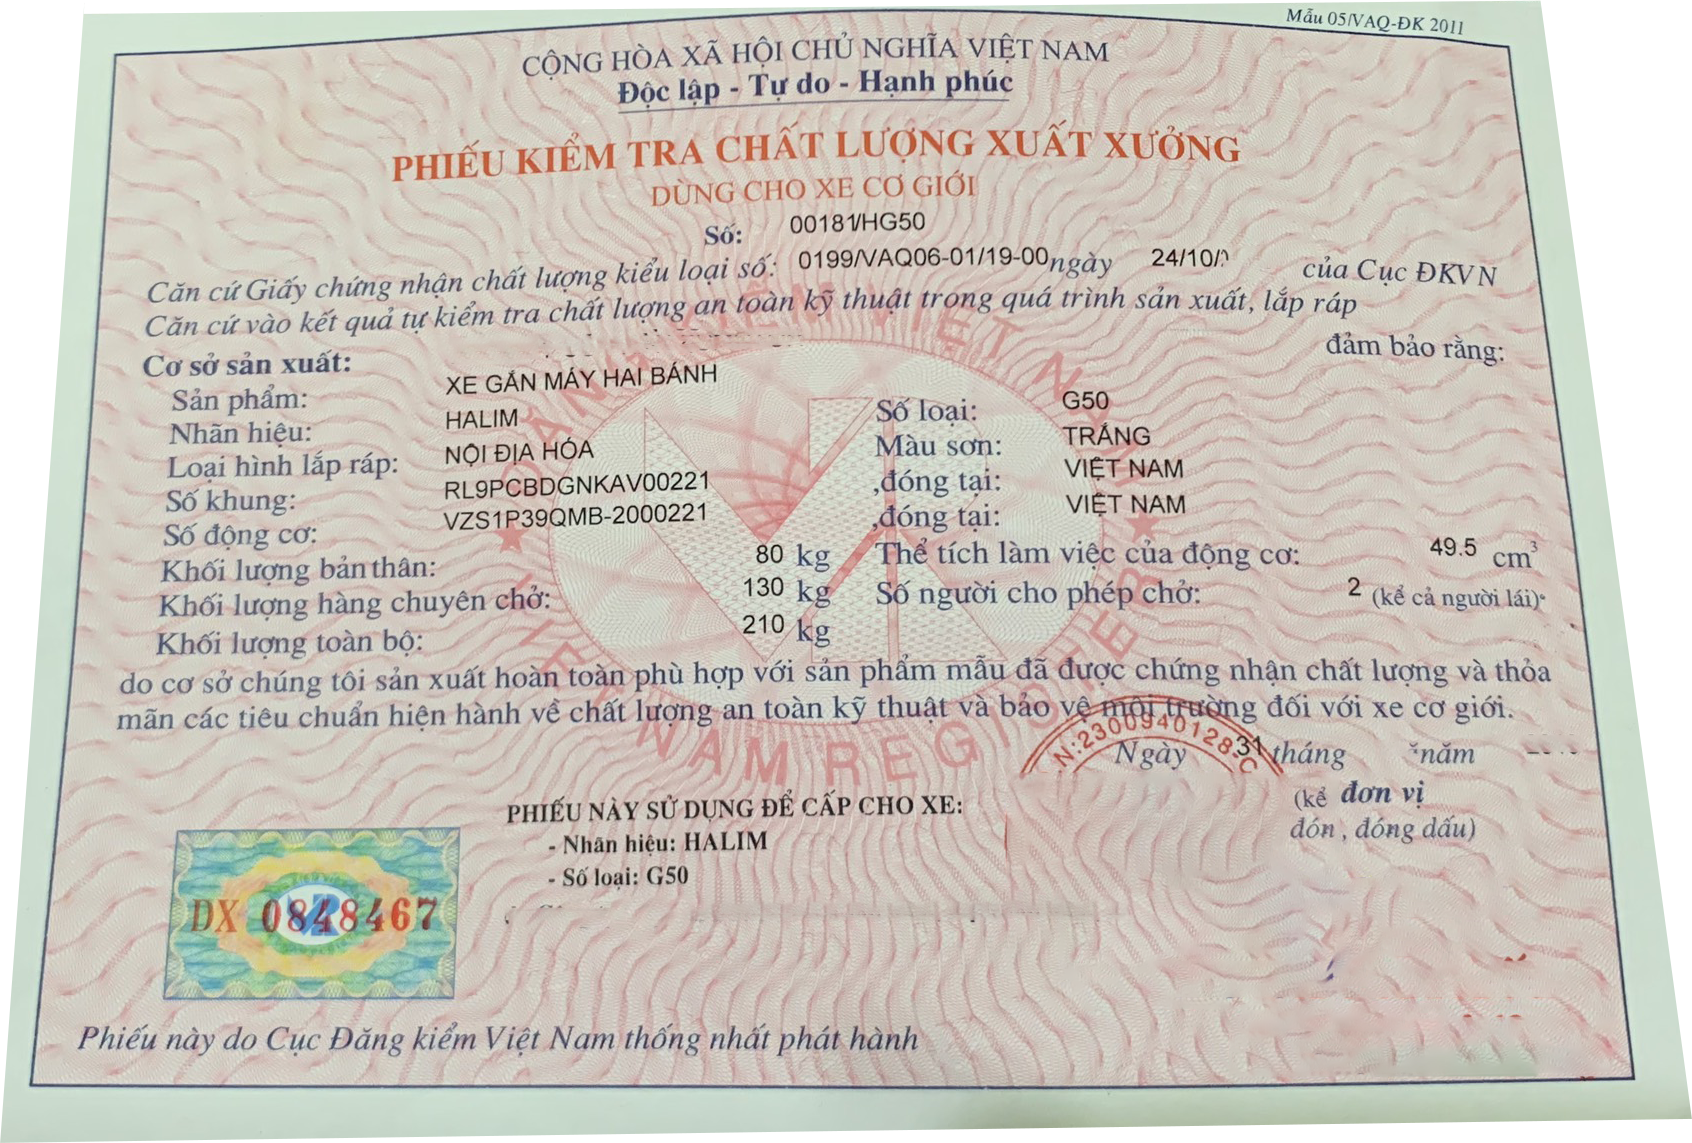 Mẫu 05/VAQ-ĐK 2011
CỘNG HÒA XÃ HỘI CHỦ NGHĨA VIỆT NAM
Độc lập - Tự do - Hạnh phúc
PHIẾU KIỂM TRA CHẤT LƯỢNG XUẤT XƯỞNG
DÙNG CHO XE CƠ GIỚI
Số: 00181/HG50
Căn cứ Giấy chứng nhận chất lượng kiểu loại số: 0199/VAQ06-01/19-00 ngày 24/10/ của Cục ĐKVN
Căn cứ vào kết quả tự kiểm tra chất lượng an toàn kỹ thuật trong quá trình sản xuất, lắp ráp
Cơ sở sản xuất: đảm bảo rằng:
Sản phẩm: XE GẮN MÁY HAI BÁNH
Nhãn hiệu: HALIM Số loại: G50
Loại hình lắp ráp: NỘI ĐỊA HÓA Màu sơn: TRẮNG
Số khung: RL9PCBDGNKAV00221 ,đóng tại: VIỆT NAM
Số động cơ: VZS1P39QMB-2000221 ,đóng tại: VIỆT NAM
Khối lượng bản thân: 80 kg Thể tích làm việc của động cơ: 49.5 cm³
Khối lượng hàng chuyên chở: 130 kg Số người cho phép chở: 2 (kể cả người lái)
Khối lượng toàn bộ: 210 kg
do cơ sở chúng tôi sản xuất hoàn toàn phù hợp với sản phẩm mẫu đã được chứng nhận chất lượng và thỏa
mãn các tiêu chuẩn hiện hành về chất lượng an toàn kỹ thuật và bảo vệ môi trường đối với xe cơ giới.
N:2300940128.C
Ngày 31 tháng năm
(kể đơn vị
đón , đóng dấu)
PHIẾU NÀY SỬ DỤNG ĐỂ CẤP CHO XE:
- Nhãn hiệu: HALIM
- Số loại: G50
DX 0848467
Phiếu này do Cục Đăng kiểm Việt Nam thống nhất phát hành